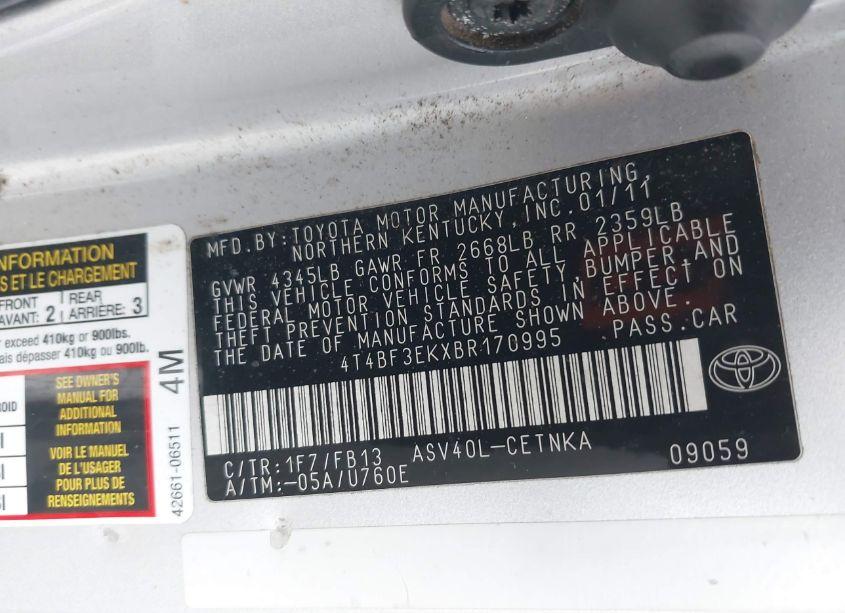 INFORMATION
S ET LE CHARGEMENT
FRONT
AVANT: 2
REAR
ARRIÈRE: 3
r exceed 410kg or 900lbs.
ais dépasser 410kg ou 900lb.
SEE OWNER'S
MANUAL FOR
ADDITIONAL
INFORMATION
VOIR LE MANUEL
DE L'USAGER
POUR PLUS DE
RENSEIGNEMENTS
4M
42661-06511
MFD.BY: TOYOTA MOTOR MANUFACTURING,
NORTHERN KENTUCKY, INC. 01/11
GVWR 4345LB GAWR FR 2668LB RR 2359LB
THIS VEHICLE CONFORMS TO ALL APPLICABLE
FEDERAL MOTOR VEHICLE SAFETY, BUMPER, AND
THEFT PREVENTION STANDARDS IN EFFECT ON
THE DATE OF MANUFACTURE SHOWN ABOVE.
4T4BF3EKXBR170995 PASS.CAR
C/TR: 1F7/FB13 ASV40L-CETNKA
A/TM: -05A/U760E 09059